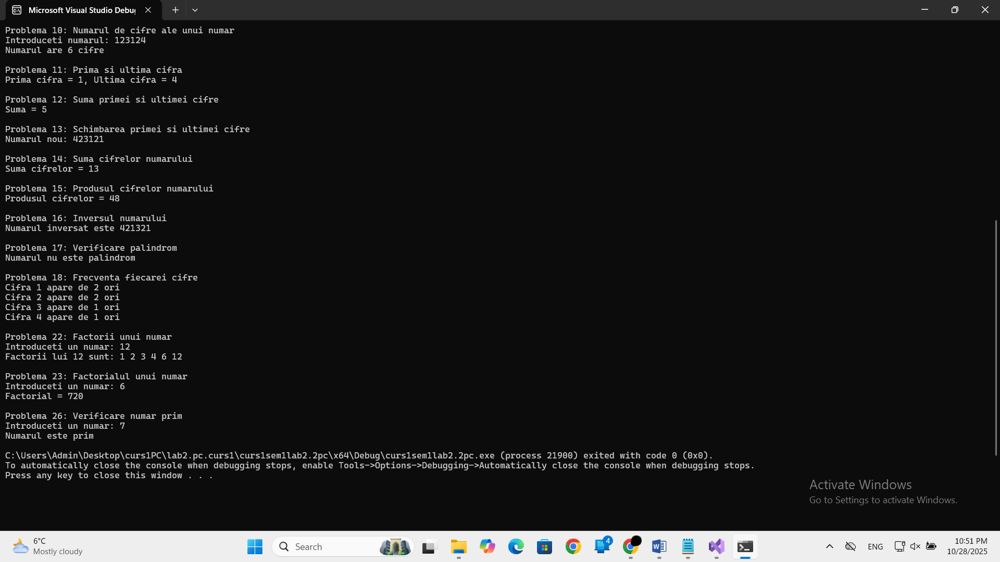 Microsoft Visual Studio Debug
Problema 10: Numarul de cifre ale unui numar
Introduceti numarul: 123124
Numarul are 6 cifre
Problema 11: Prima si ultima cifra
Prima cifra = 1, Ultima cifra = 4
Problema 12: Suma primei si ultimei cifre
Suma = 5
Problema 13: Schimbarea primei si ultimei cifre
Numarul nou: 423121
Problema 14: Suma cifrelor numarului
Suma cifrelor = 13
Problema 15: Produsul cifrelor numarului
Produsul cifrelor = 48
Problema 16: Inversul numarului
Numarul inversat este 421321
Problema 17: Verificare palindrom
Numarul nu este palindrom
Problema 18: Frecventa fiecarei cifre
Cifra 1 apare de 2 ori
Cifra 2 apare de 2 ori
Cifra 3 apare de 1 ori
Cifra 4 apare de 1 ori
Problema 22: Factorii unui numar
Introduceti un numar: 12
Factorii lui 12 sunt: 1 2 3 4 6 12
Problema 23: Factorialul unui numar
Introduceti un numar: 6
Factorial = 720
Problema 26: Verificare numar prim
Introduceti un numar: 7
Numarul este prim
C:\Users\Admin\Desktop\curs1PC\lab2.pc.curs1\curs1sem1lab2.2pc\x64\Debug\curs1sem1lab2.2pc.exe (process 21900) exited with code 0 (0x0).
To automatically close the console when debugging stops, enable Tools->Options->Debugging->Automatically close the console when debugging stops.
Press any key to close this window . . .
Activate Windows
Go to Settings to activate Windows.
6°C
Mostly cloudy
Search
4
ENG
10:51 PM
10/28/2025